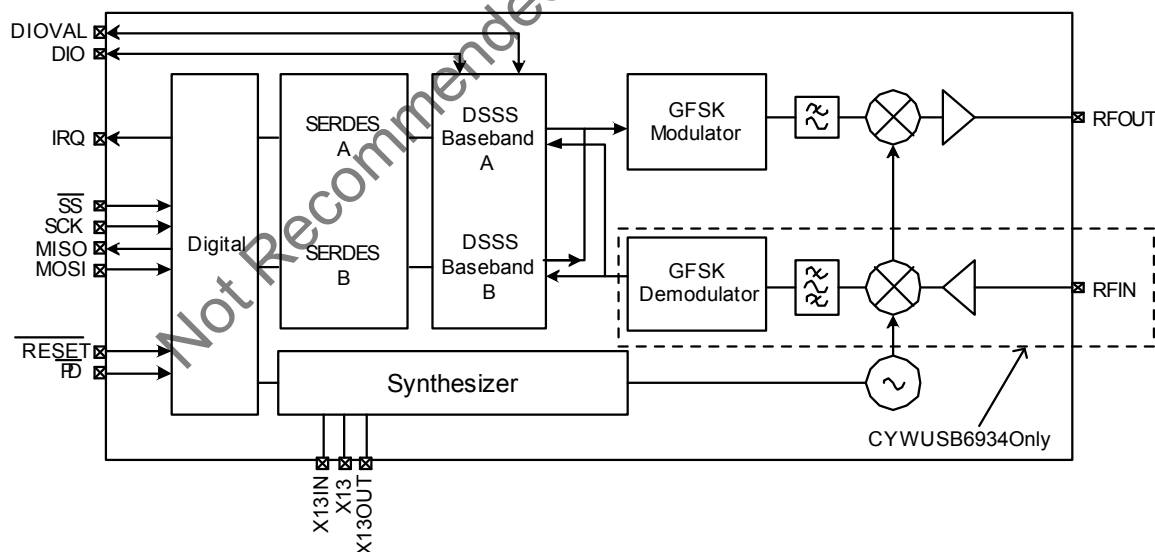 DIOVAL
DIO
IRQ
SS
SCK
MISO
MOSI
RESET
PD
Digital
SERDES
A
SERDES
B
DSSS
Baseband
A
DSSS
Baseband
B
GFSK
Modulator
GFSK
Demodulator
RFOUT
RFIN
Synthesizer
CYWUSB6934Only
X13IN
X13
X13OUT
Not Recommended